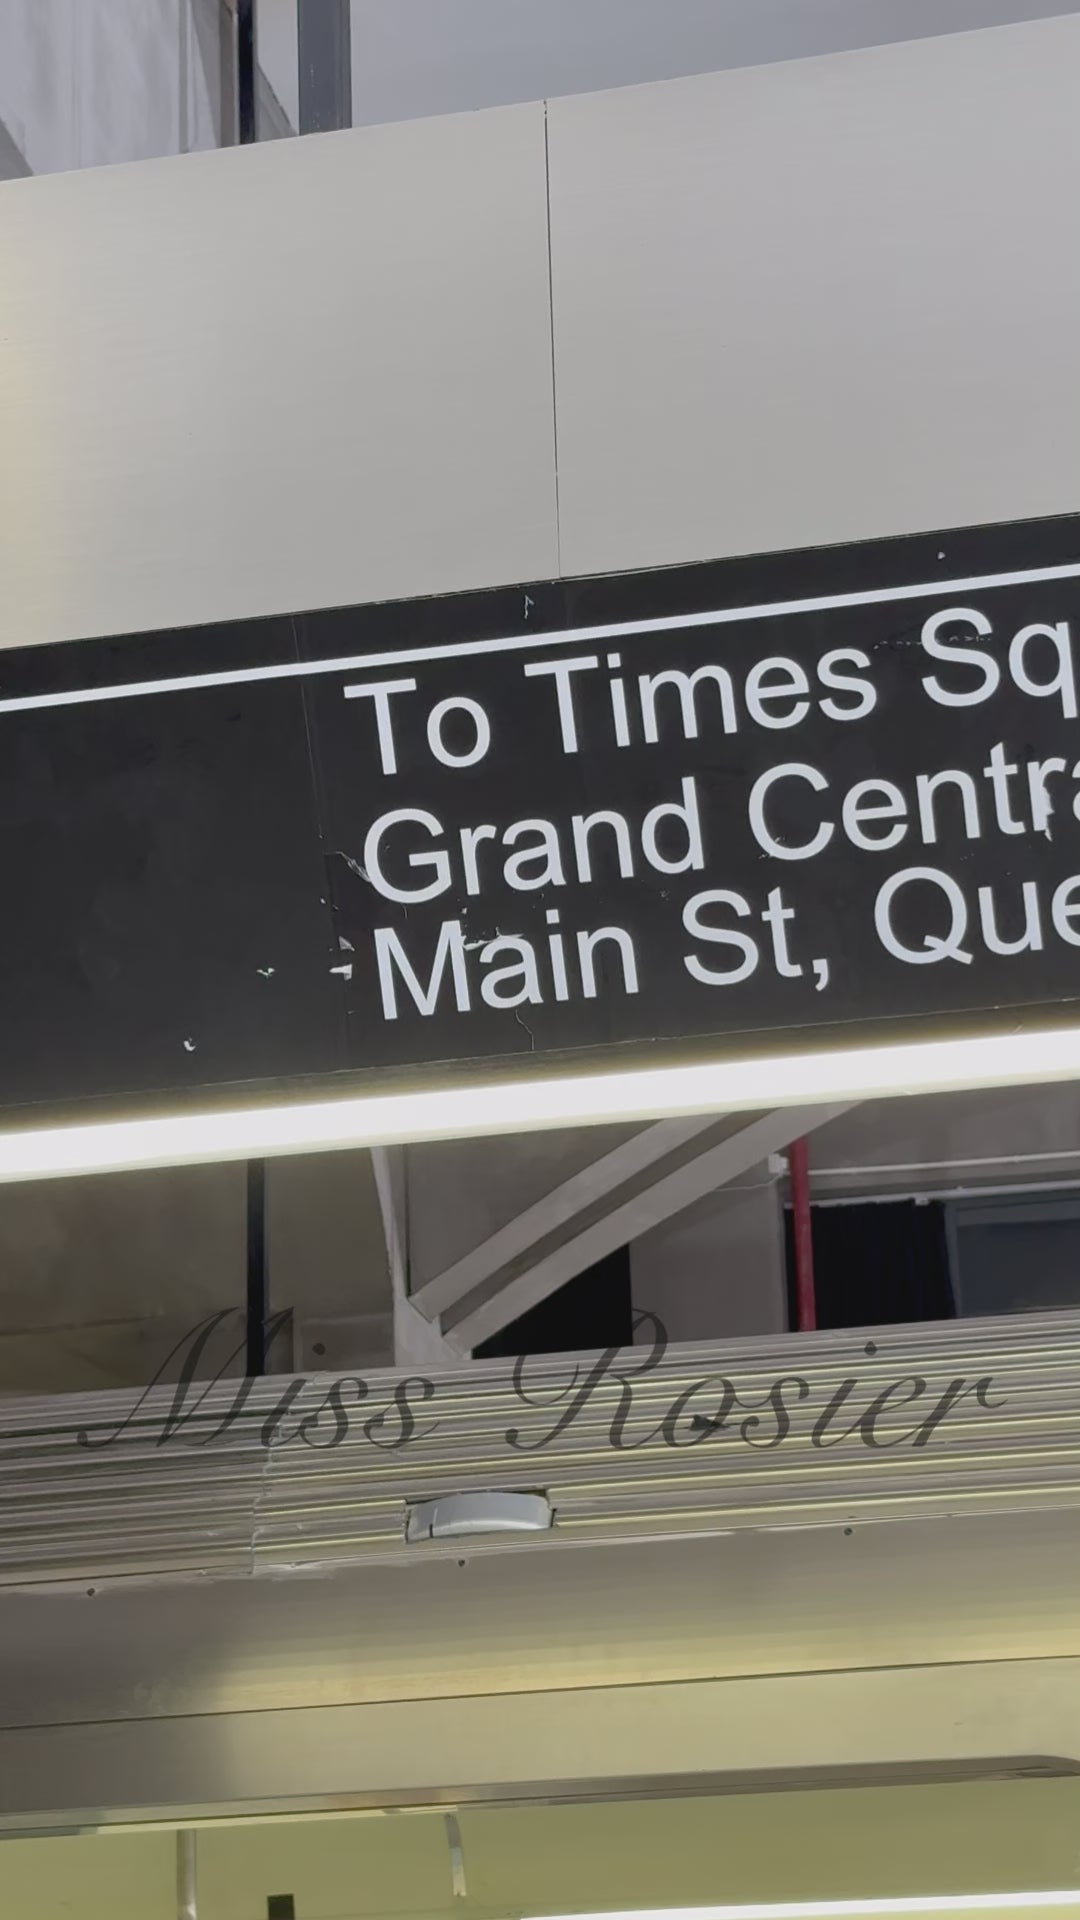 To Times Sq
Grand Centra
Main St, Que
Miss Rosier